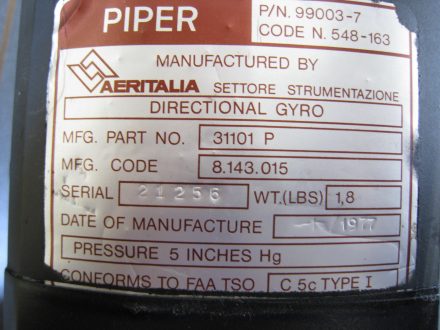 PIPER
P/N. 99003-7
CODE N. 548-163
MANUFACTURED BY
AERITALIA SETTORE STRUMENTAZIONE
DIRECTIONAL GYRO
MFG. PART NO. 31101 P
MFG. CODE 8.143.015
SERIAL 21256 WT.(LBS) 1,8
DATE OF MANUFACTURE 1977
PRESSURE 5 INCHES Hg
CONFORMS TO FAA TSO C 5c TYPE I